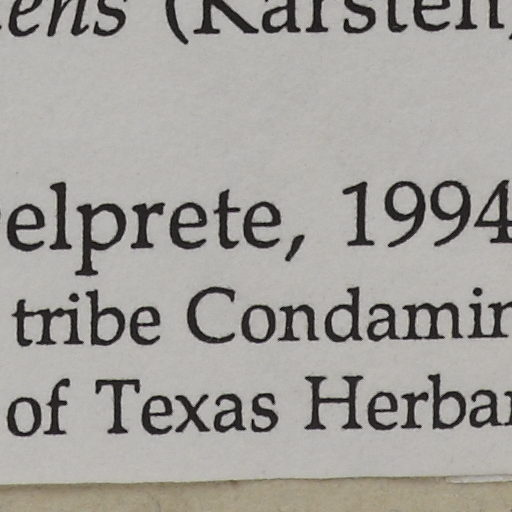 ens (Karsten)
elprete, 1994
tribe Condamin
of Texas Herbar